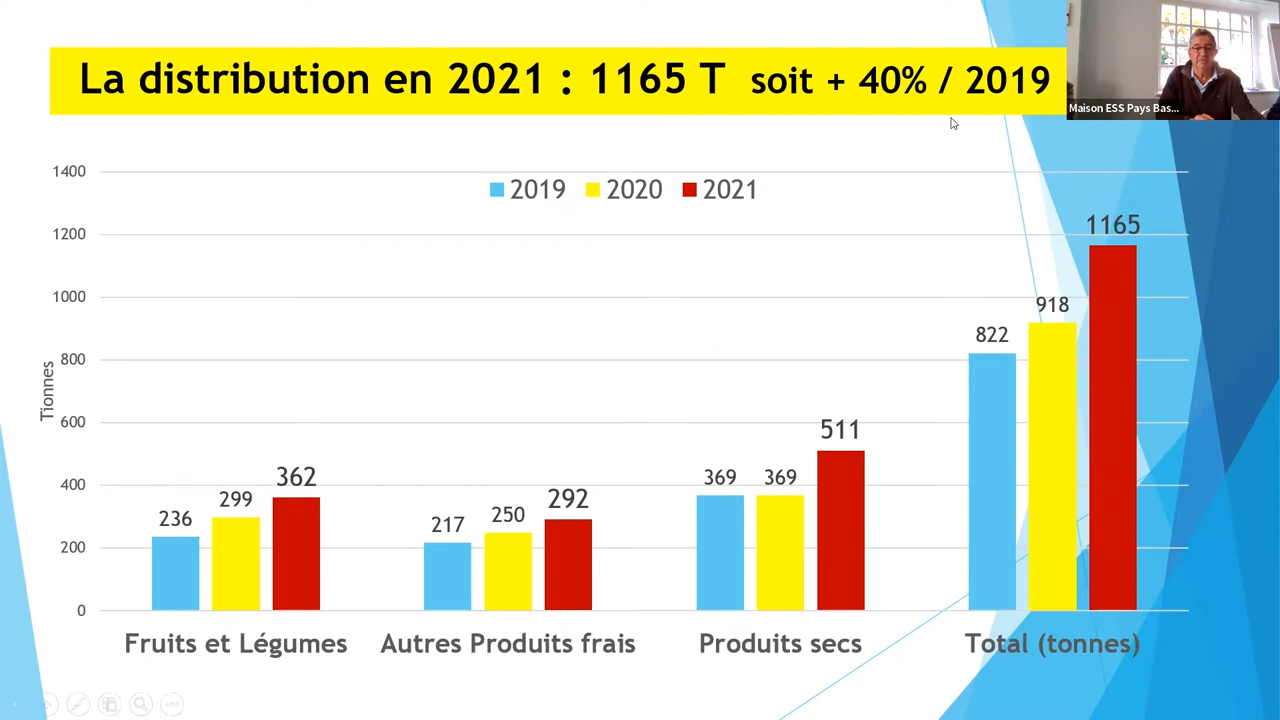 La distribution en 2021 : 1165 T soit + 40% / 2019
Maison ESS Pays Bas...
2019 2020 2021
Tionnes
1400
1200
1000
800
600
400
200
0
236 299 362
217 250 292
369 369 511
822 918 1165
Fruits et Légumes
Autres Produits frais
Produits secs
Total (tonnes)